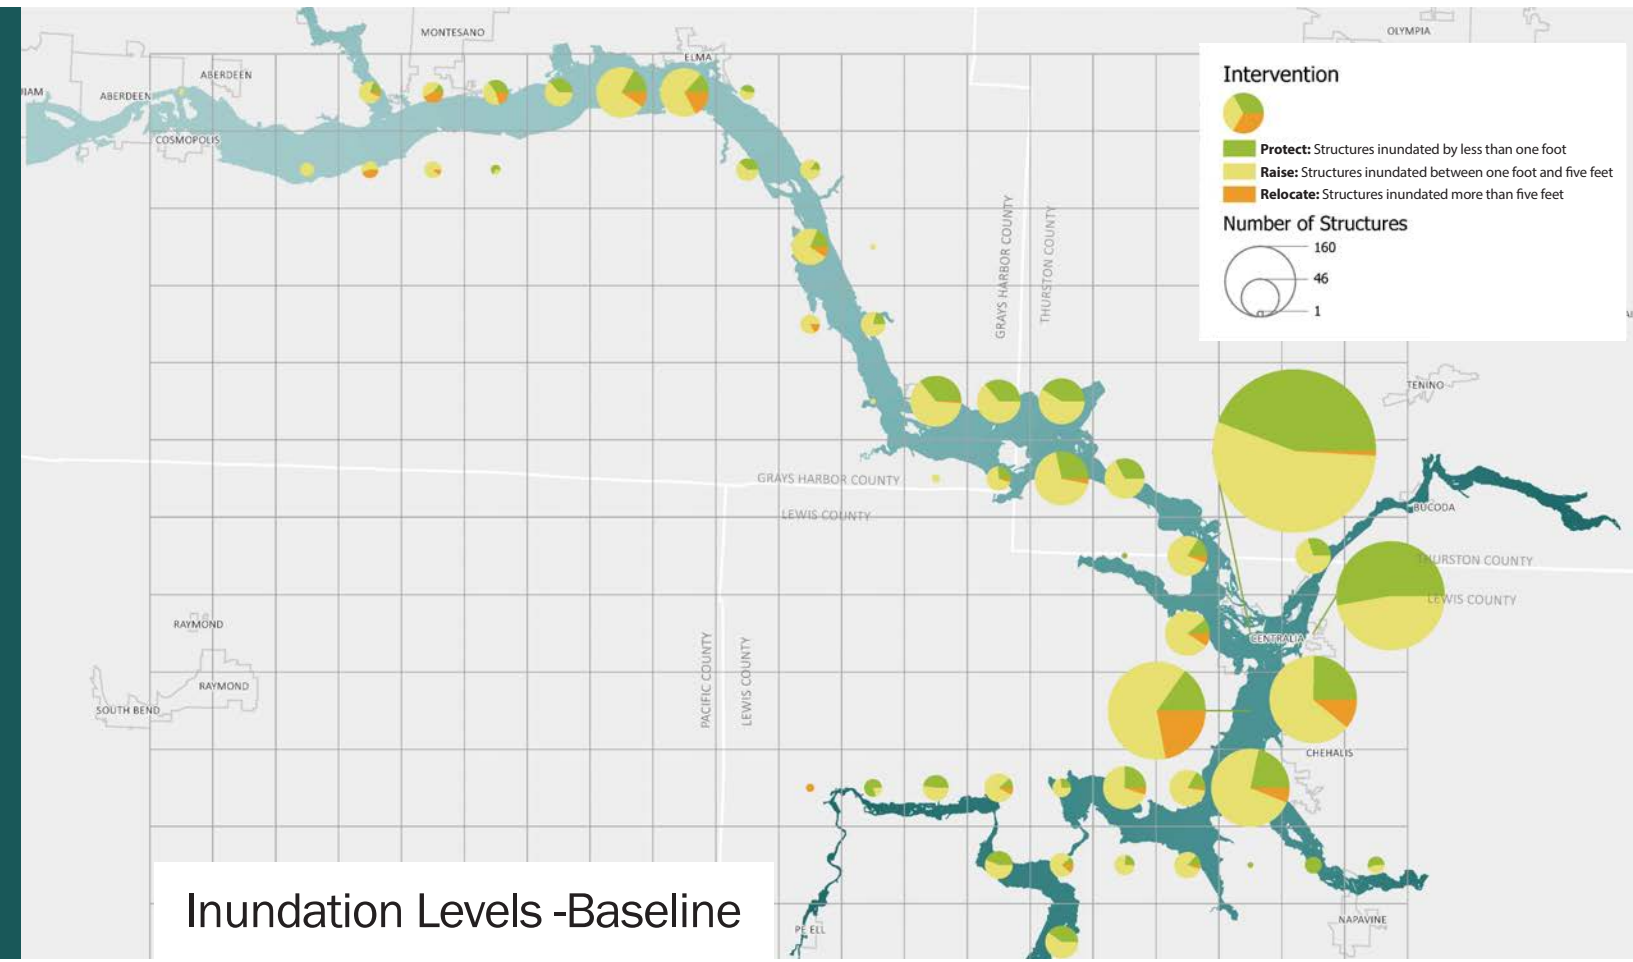 MONTESANO
OLYMPIA
ELMA
ABERDEEN
ABERDEEN
COSMOPOLIS
Intervention
Protect: Structures inundated by less than one foot
Raise: Structures inundated between one foot and five feet
Relocate: Structures inundated more than five feet
Number of Structures
160
46
1
GRAYS HARBOR COUNTY
THURSTON COUNTY
TENINO
GRAYS HARBOR COUNTY
LEWIS COUNTY
BUCODA
THURSTON COUNTY
LEWIS COUNTY
CENTRALIA
RAYMOND
RAYMOND
SOUTH BEND
PACIFIC COUNTY
LEWIS COUNTY
CHEHALIS
Inundation Levels -Baseline
PE ELL
NAPAVINE